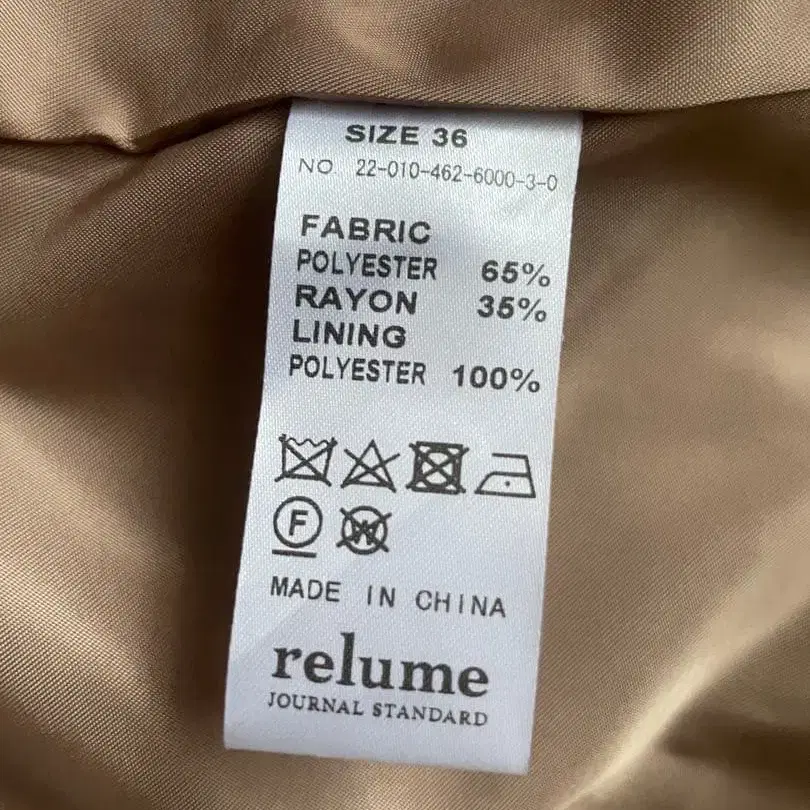 SIZE 36
NO 22-010-462-6000-3-0
FABRIC
POLYESTER 65%
RAYON 35%
LINING
POLYESTER 100%
F W
MADE IN CHINA
relume
JOURNAL STANDARD